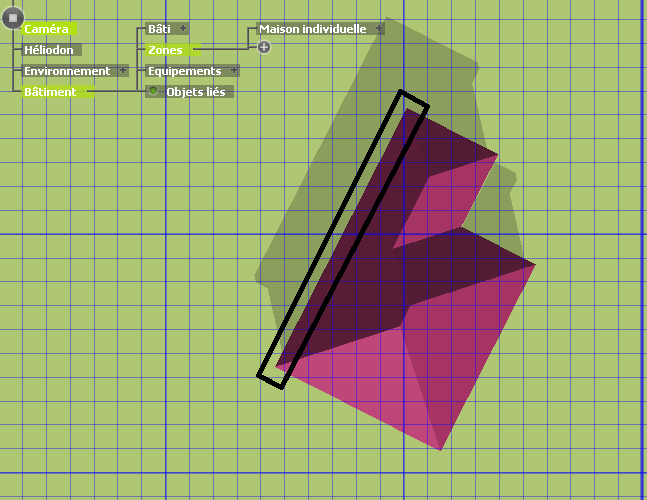 Caméra
Bâti +
Maison individuelle +
Héliodon
Zones
Environnement +
Equipements +
Bâtiment
Objets liés